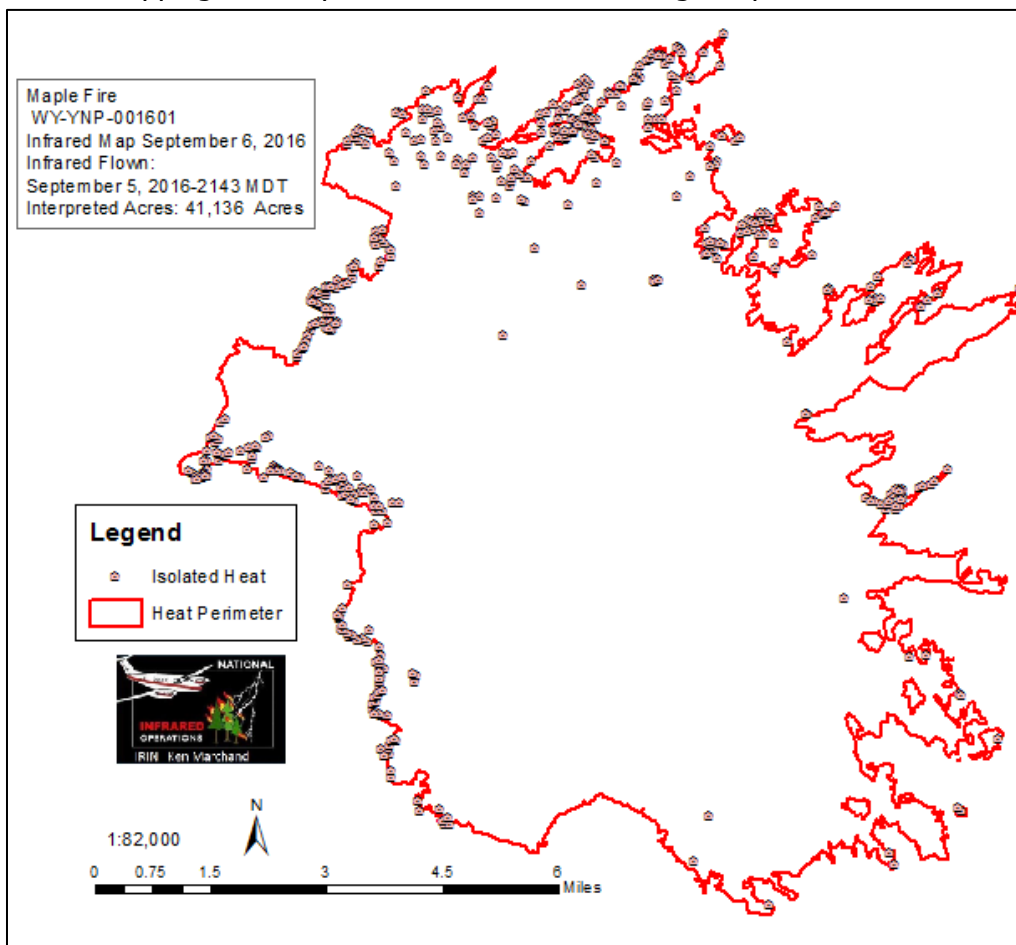 Maple Fire
WY-YNP-001601
Infrared Map September 6, 2016
Infrared Flown:
September 5, 2016-2143 MDT
Interpreted Acres: 41,136 Acres
Legend
Isolated Heat
Heat Perimeter
NATIONAL
INFRARED
OPERATIONS
IRIN Ken Marchand
N
1:82,000
0 0.75 1.5 3 4.5 6
Miles